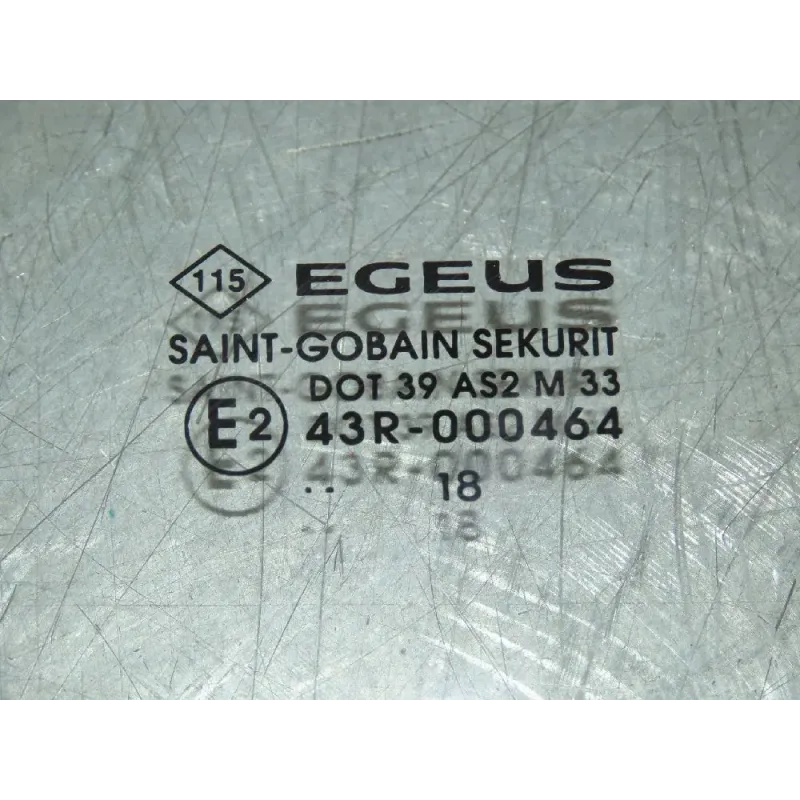 115 EGEUS
SAINT-GOBAIN SEKURIT
DOT 39 AS2 M 33
E2 43R-000464
.. 18